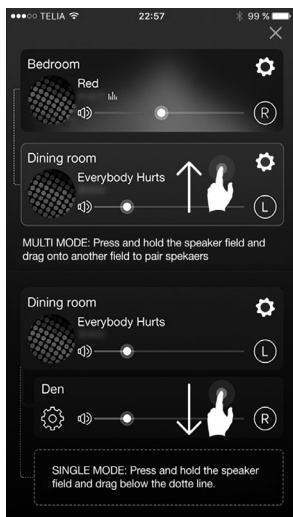 TELIA 22:57 99 %
Bedroom
Red
R
Dining room
Everybody Hurts
L
MULTI MODE: Press and hold the speaker field and
drag onto another field to pair spekaers
Dining room
Everybody Hurts
L
Den
R
SINGLE MODE: Press and hold the speaker
field and drag below the dotte line.